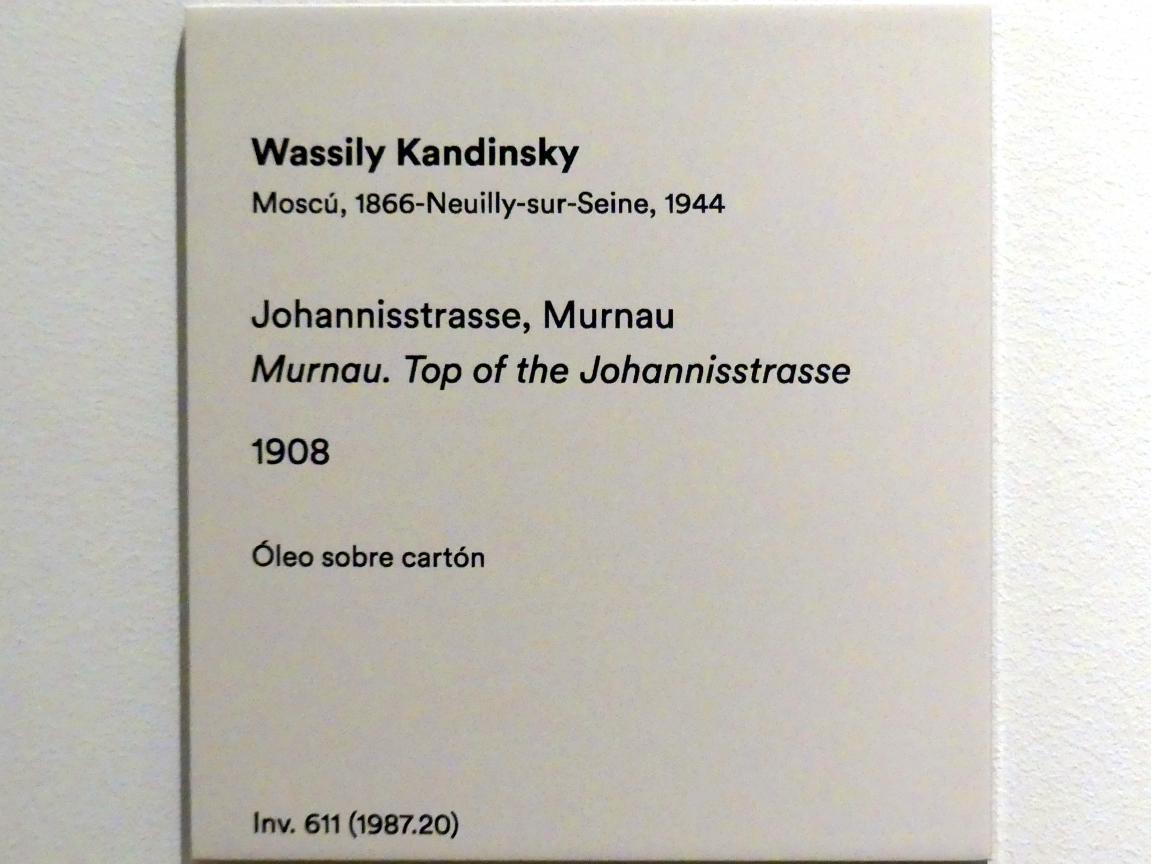 Wassily Kandinsky
Moscú, 1866-Neuilly-sur-Seine, 1944
Johannisstrasse, Murnau
Murnau. Top of the Johannisstrasse
1908
Óleo sobre cartón
Inv. 611 (1987.20)